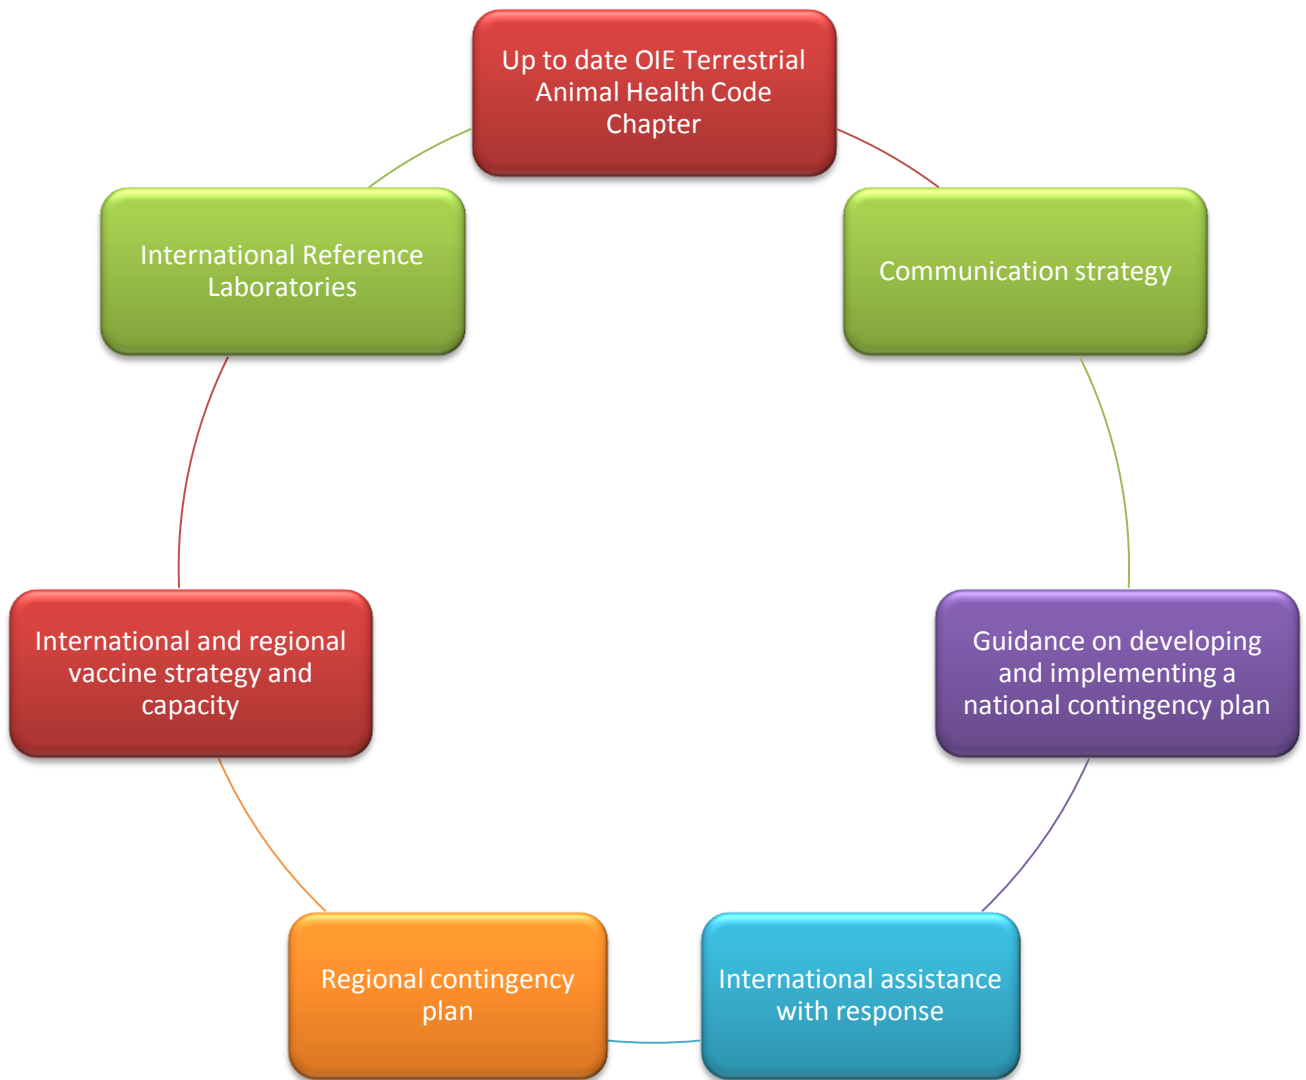 Up to date OIE Terrestrial
Animal Health Code
Chapter
International Reference
Laboratories
Communication strategy
International and regional
vaccine strategy and
capacity
Guidance on developing
and implementing a
national contingency plan
Regional contingency
plan
International assistance
with response